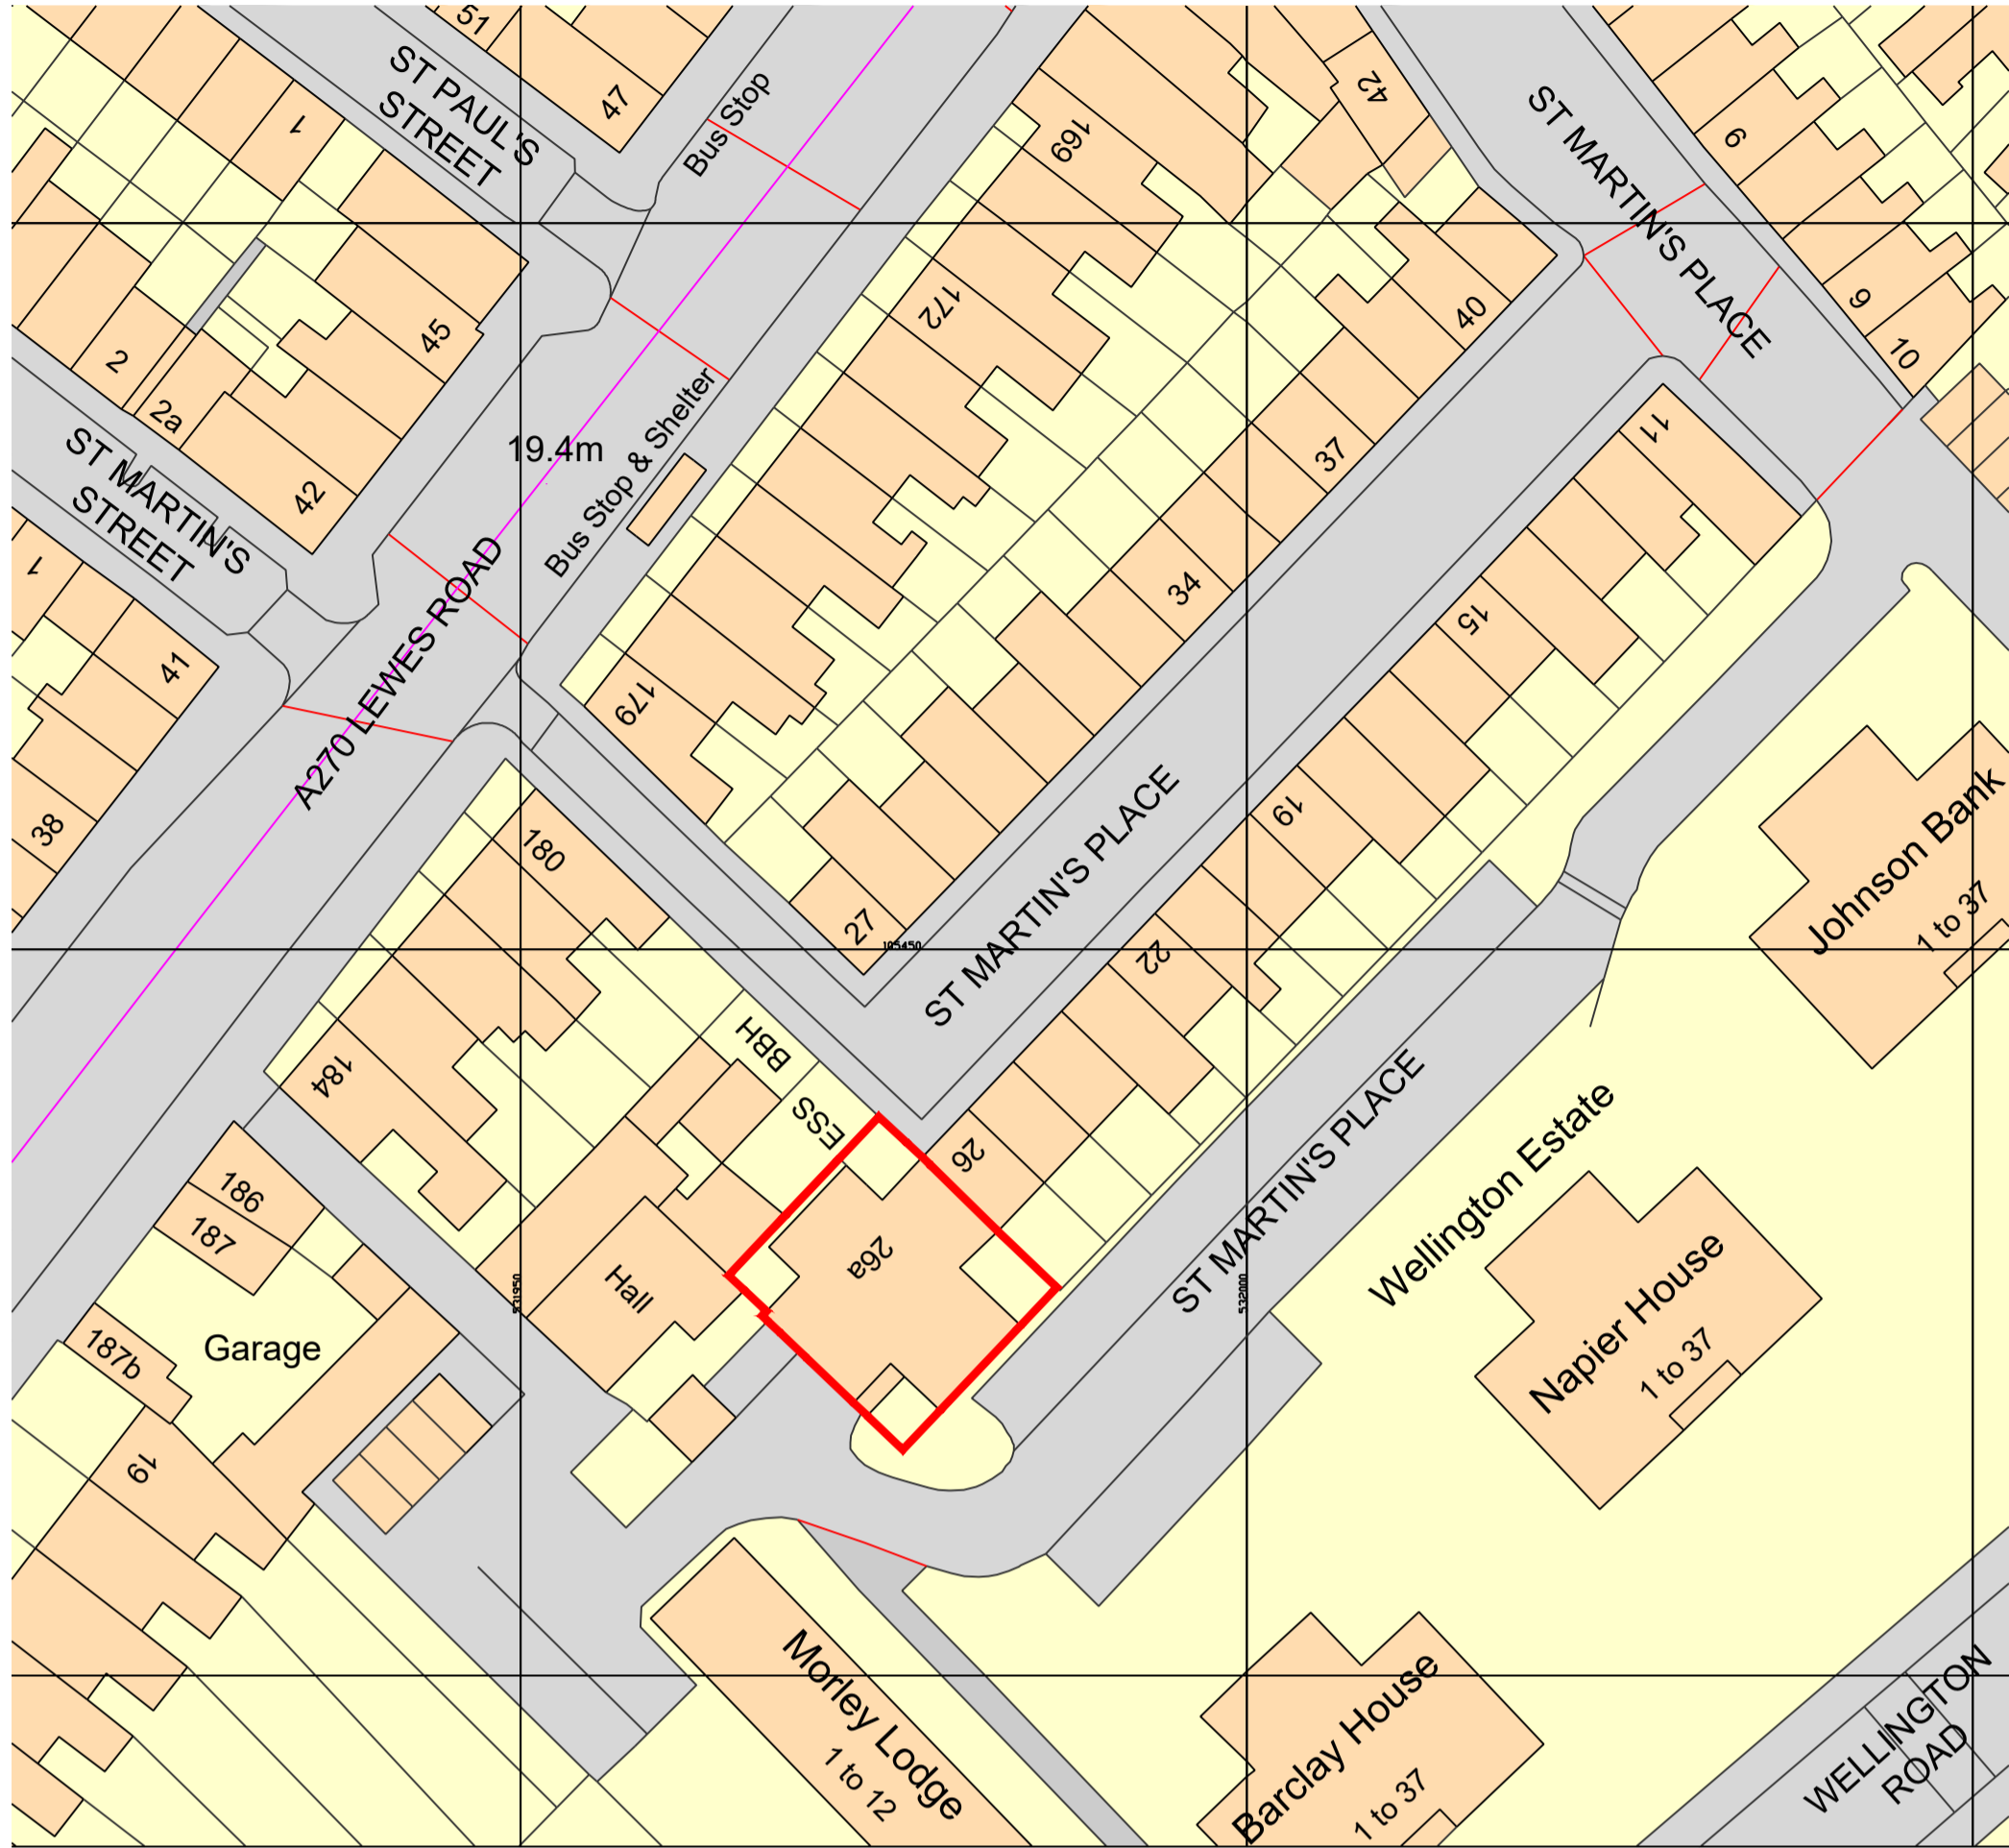 51
47
ST PAUL'S
STREET
1
Bus Stop
169
42
ST MARTIN'S PLACE
6
9
10
45
172
40
2
2a
42
19.4m
Bus Stop & Shelter
37
11
ST MARTIN'S
STREET
1
34
15
41
38
A270 LEWES ROAD
179
180
27
105450
ST MARTIN'S PLACE
19
22
Johnson Bank
1 to 37
184
BBH
ESS
26
186
187
187b
Garage
Hall
531950
26a
532000
ST MARTIN'S PLACE
Wellington Estate
Napier House
1 to 37
19
Morley Lodge
1 to 12
Barclay House
1 to 37
WELLINGTON
ROAD